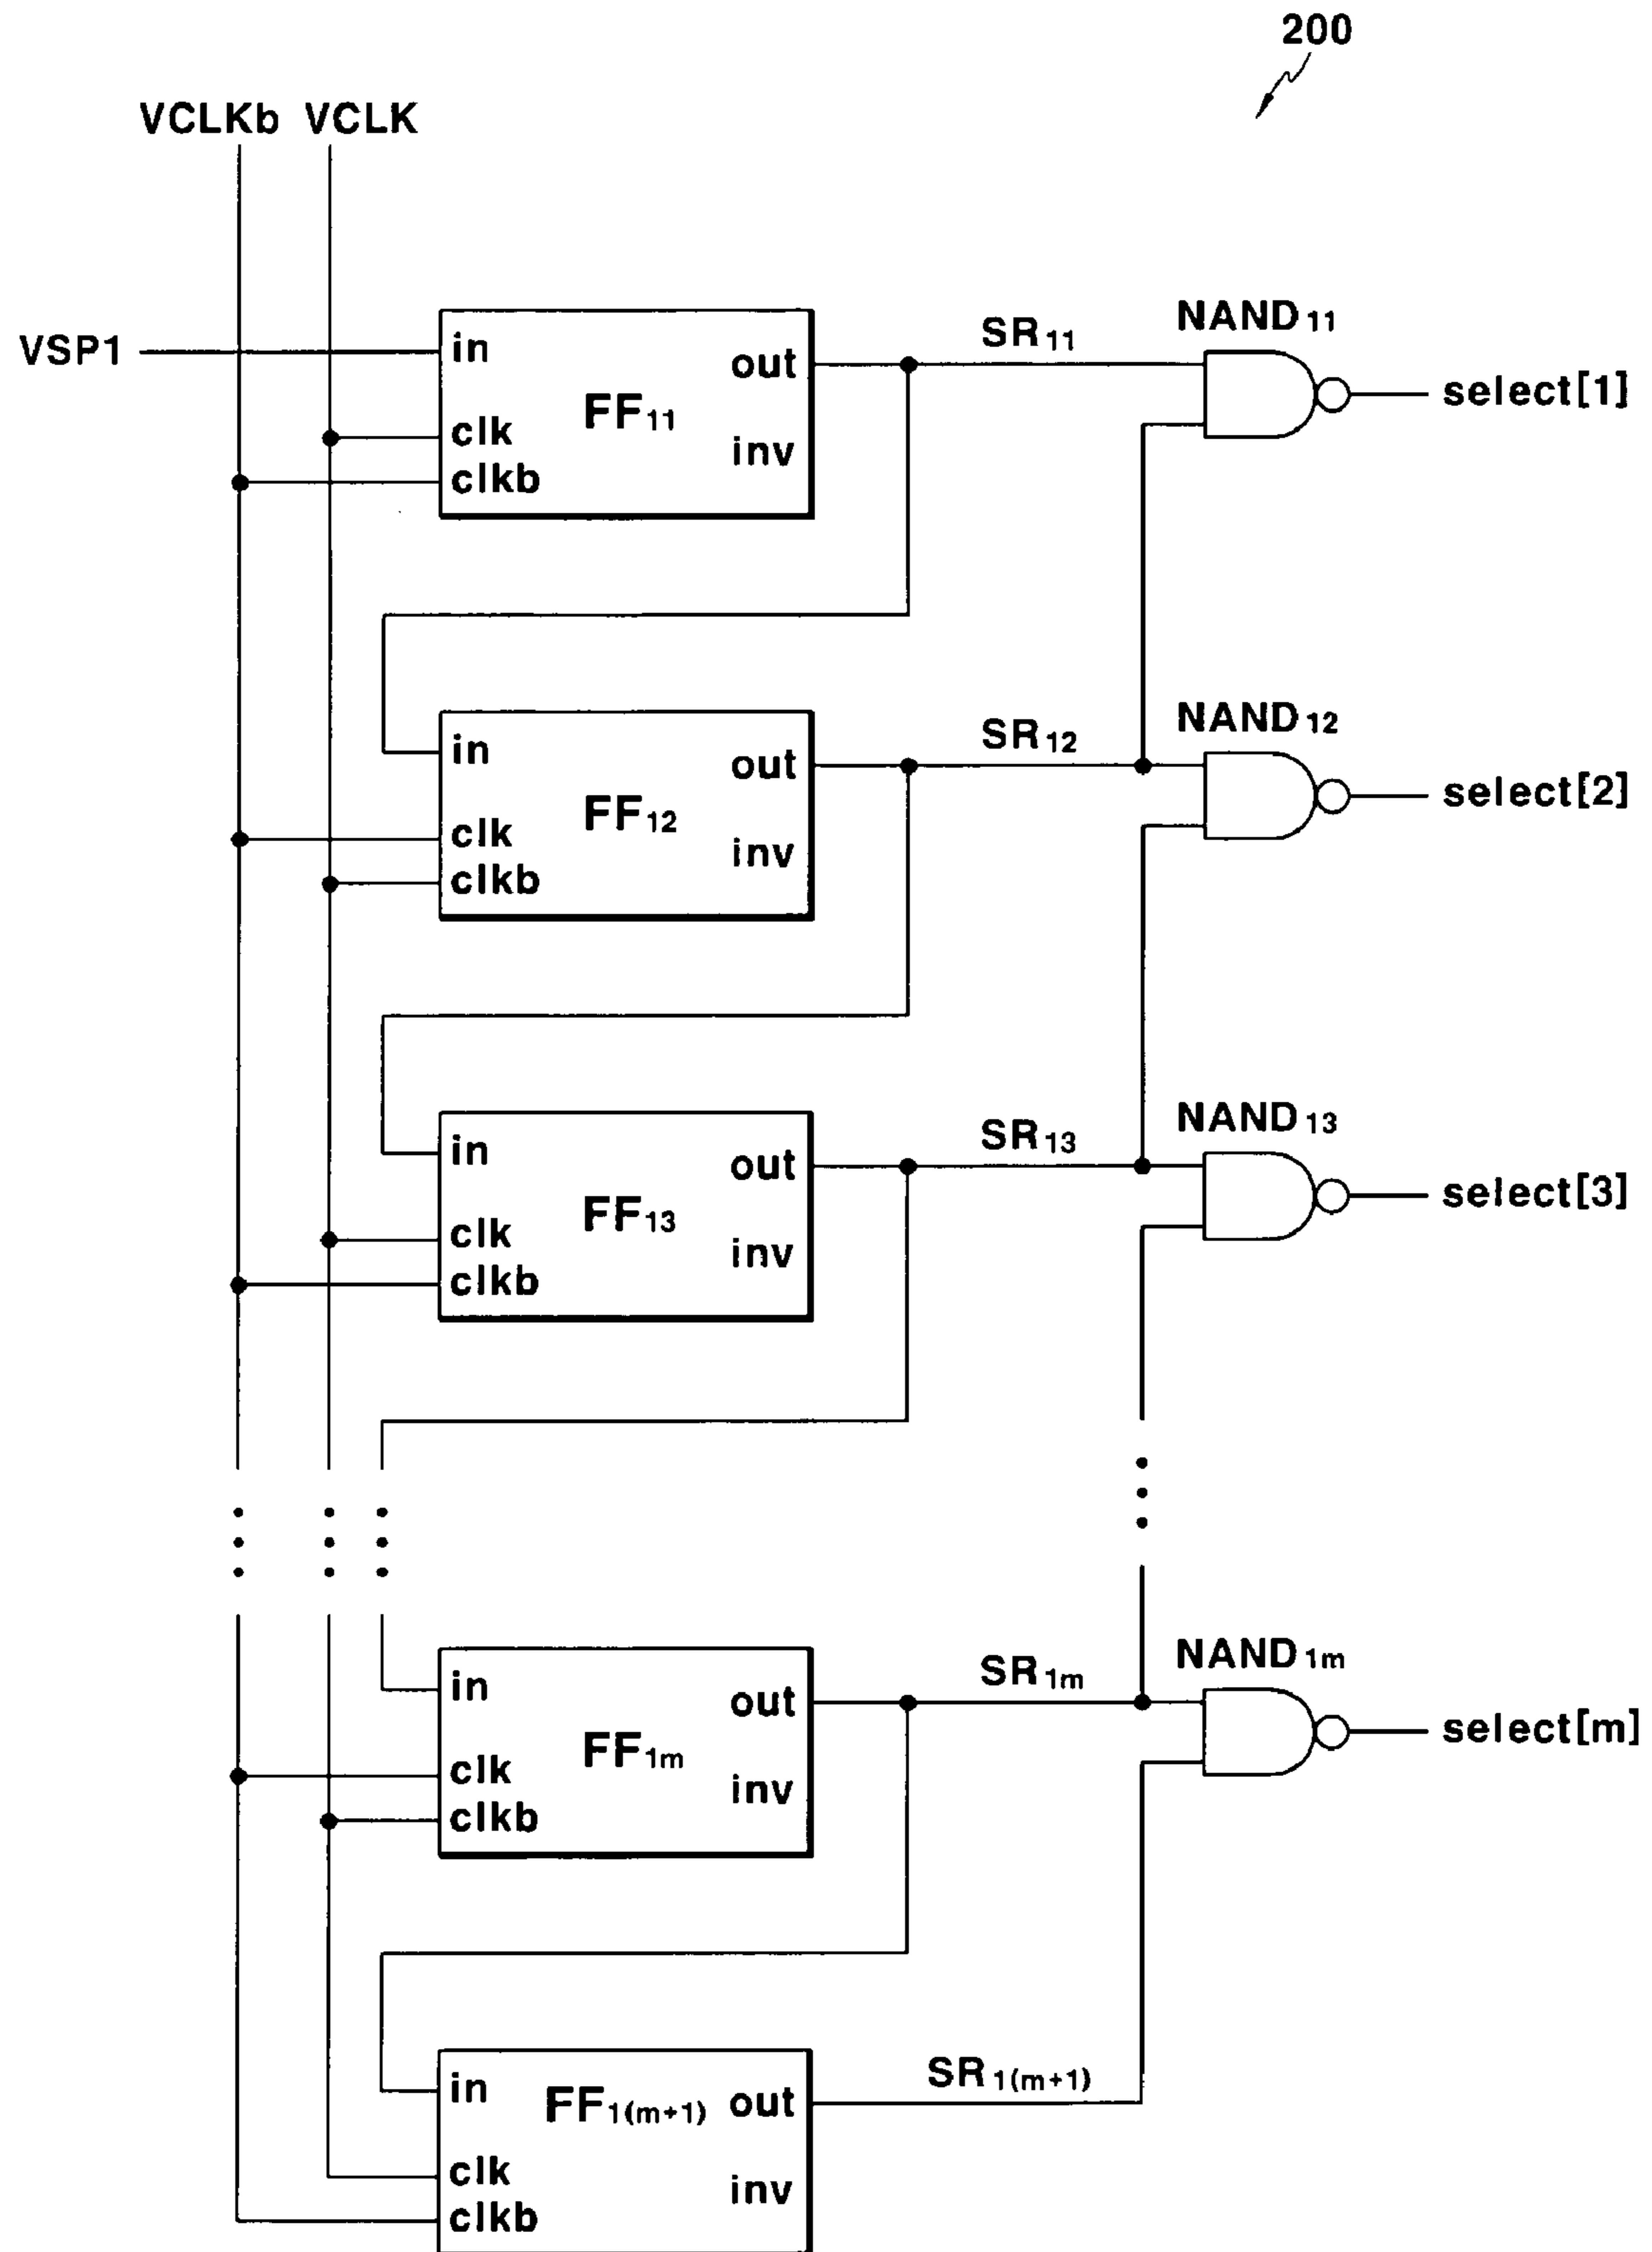 200
VCLKb VCLK
VSP1
in
out
FF11
clk
inv
clkb
SR11
NAND11
select[1]
in
out
FF12
clk
inv
clkb
SR12
NAND12
select[2]
in
out
FF13
clk
inv
clkb
SR13
NAND13
select[3]
in
out
FF1m
clk
inv
clkb
SR1m
NAND1m
select[m]
in
FF1(m+1)
out
clk
inv
clkb
SR1(m+1)